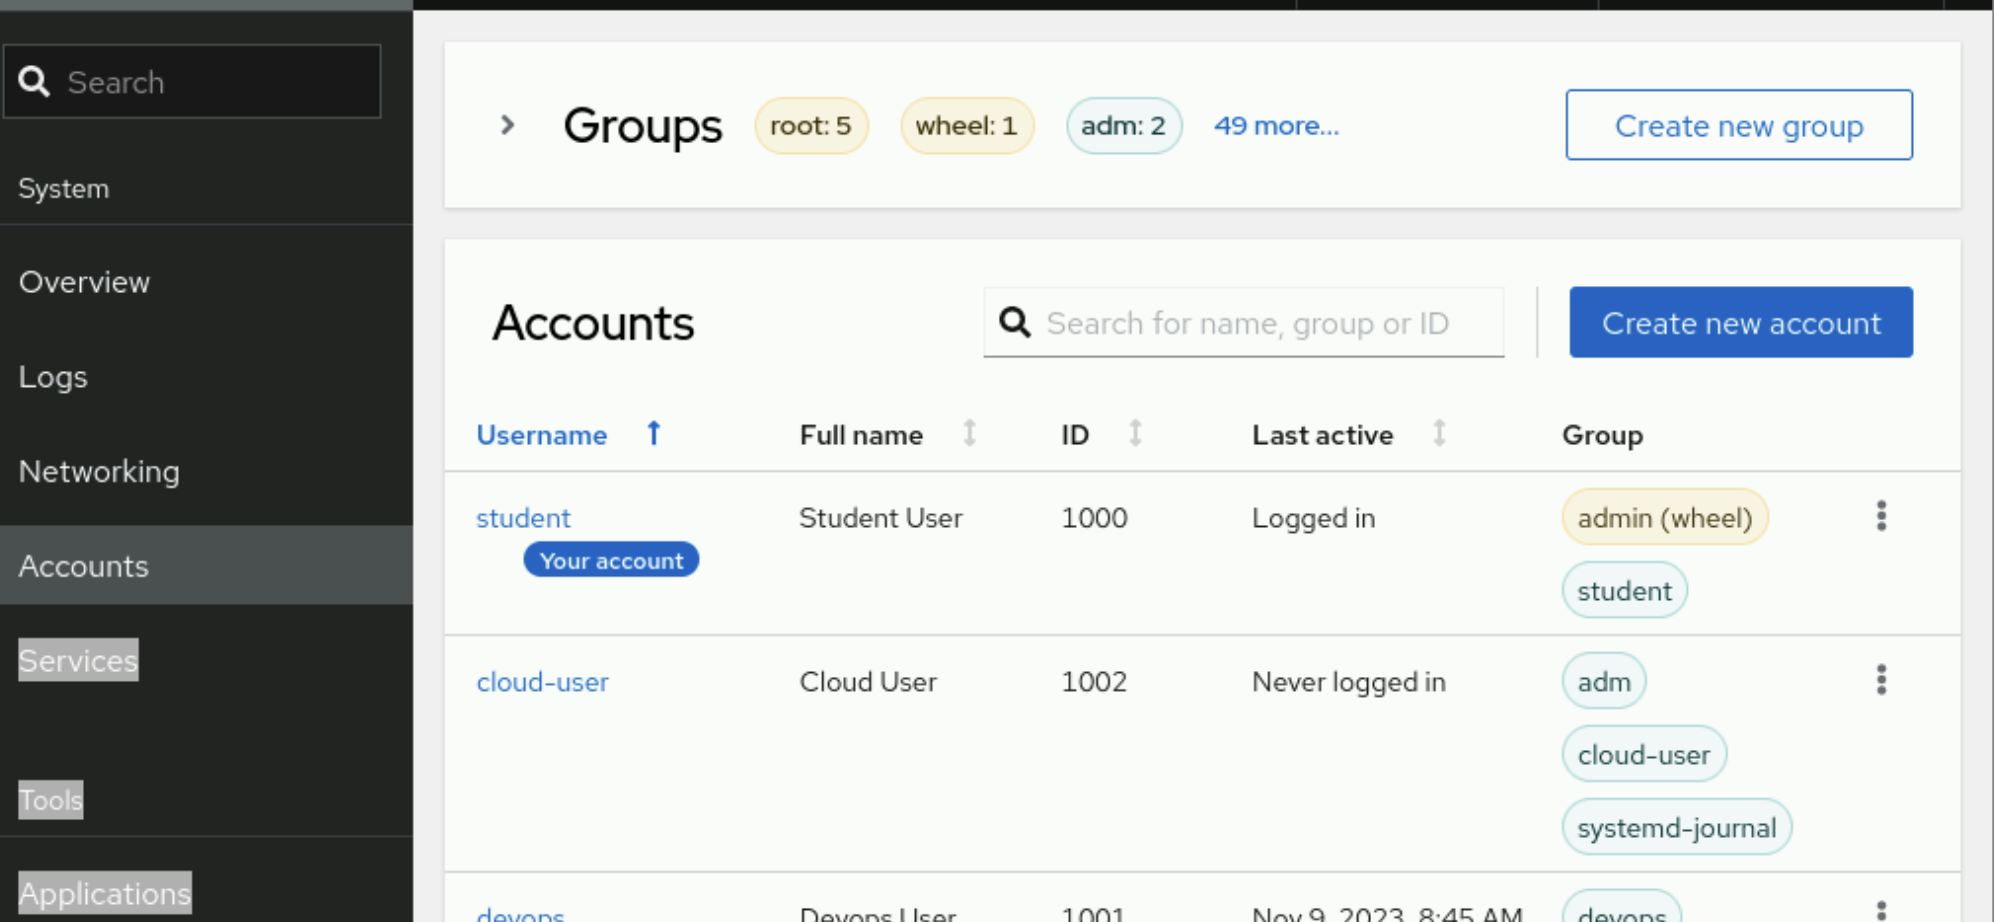 Search
System
Overview
Logs
Networking
Accounts
Services
Tools
Applications
Groups root: 5 wheel: 1 adm: 2 49 more... Create new group
Accounts Search for name, group or ID Create new account
Username Full name ID Last active Group
student Student User 1000 Logged in admin (wheel)
Your account
student
cloud-user Cloud User 1002 Never logged in adm
cloud-user
systemd-journal
devops Devops User 1001 Nov 9, 2023, 8:45 AM devops